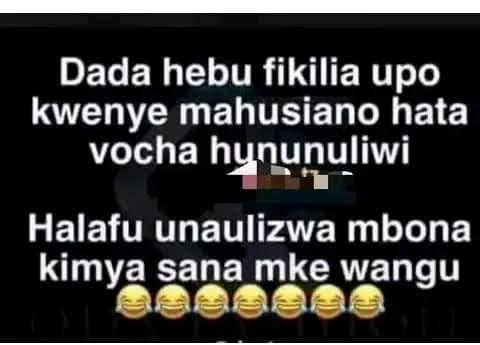 Dada hebu fikilia upo
kwenye mahusiano hata
vocha hununuliwi
Halafu unaulizwa mbona
kimya sana mke wangu
😂😂😂😂😂😂😂